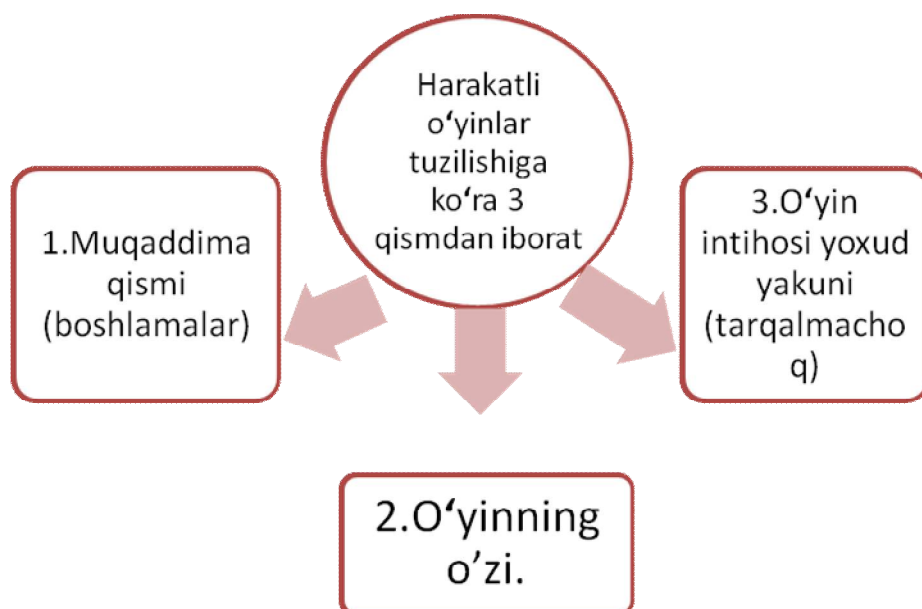 Harakatli
o‘yinlar
tuzilishiga
ko‘ra 3
qismdan iborat
1.Muqaddima
qismi
(boshlamalar)
2.O‘yinning
o’zi.
3.O‘yin
intihosi yoxud
yakuni
(tarqalmacho
q)